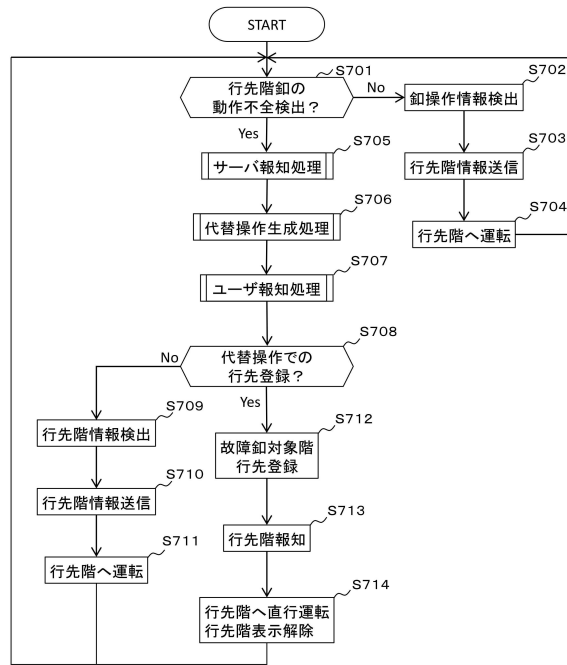 START
S701
行先階釦の
動作不全検出？
No
S702
釦操作情報検出
Yes
S705
サーバ報知処理
S703
行先階情報送信
S706
代替操作生成処理
S704
行先階へ運転
S707
ユーザ報知処理
S708
代替操作での
行先登録？
No
Yes
S709
行先階情報検出
S712
故障釦対象階
行先登録
S710
行先階情報送信
S713
行先階報知
S711
行先階へ運転
S714
行先階へ直行運転
行先階表示解除